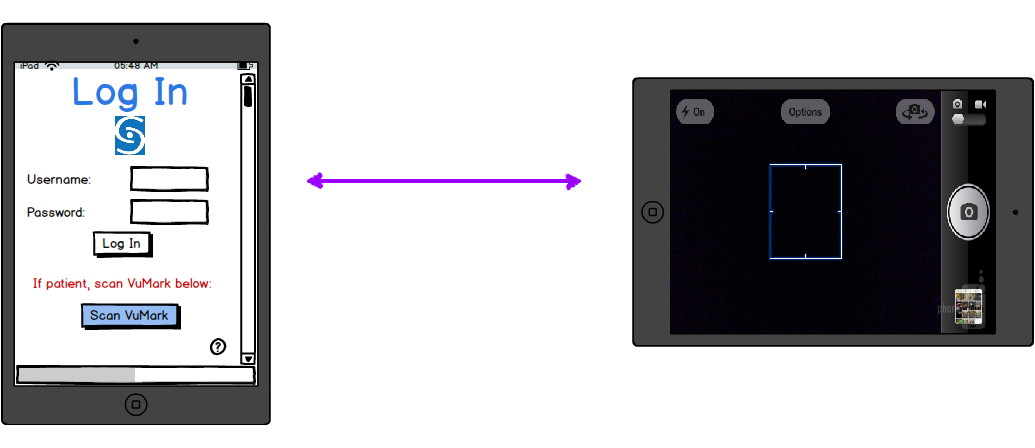 iPad 05:48 AM
Log In
Username:
Password:
Log In
If patient, scan VuMark below:
Scan VuMark
?
On Options